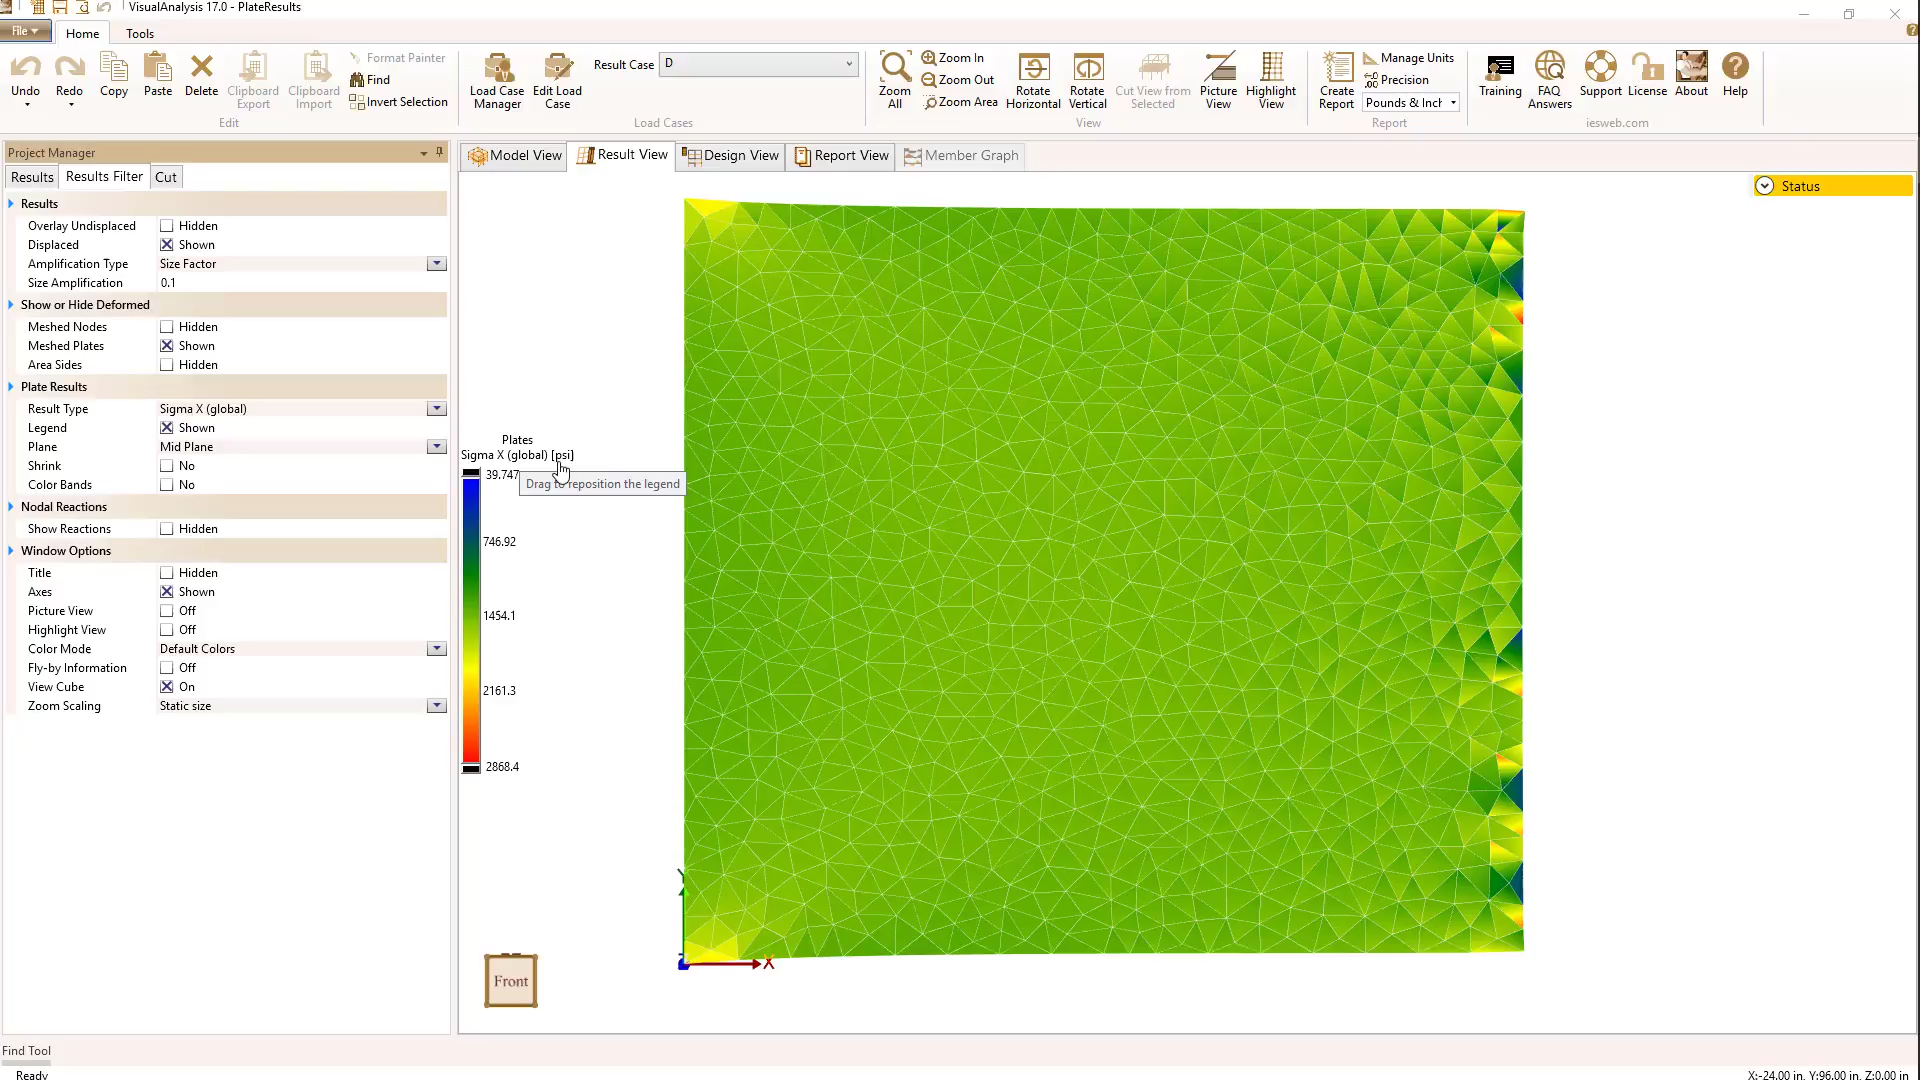 VisualAnalysis 17.0 - PlateResults
File
Home
Tools
Undo
Redo
Copy
Paste
Delete
Clipboard Export
Clipboard Import
Format Painter
Find
Invert Selection
Edit
Load Case Manager
Edit Load Case
Result Case
D
Load Cases
Zoom All
Zoom In
Zoom Out
Zoom Area
Rotate Horizontal
Rotate Vertical
Cut View from Selected
Picture View
Highlight View
View
Create Report
Manage Units
Precision
Pounds & Inch
Report
Training
FAQ Answers
Support
License
About
Help
iesweb.com
Project Manager
Results
Results Filter
Cut
Results
Overlay Undisplaced Hidden
Displaced Shown
Amplification Type Size Factor
Size Amplification 0.1
Show or Hide Deformed
Meshed Nodes Hidden
Meshed Plates Shown
Area Sides Hidden
Plate Results
Result Type Sigma X (global)
Legend Shown
Plane Mid Plane
Shrink No
Color Bands No
Nodal Reactions
Show Reactions Hidden
Window Options
Title Hidden
Axes Shown
Picture View Off
Highlight View Off
Color Mode Default Colors
Fly-by Information Off
View Cube On
Zoom Scaling Static size
Model View
Result View
Design View
Report View
Member Graph
Status
Plates
Sigma X (global) [psi]
39.747
Drag to reposition the legend
746.92
1454.1
2161.3
2868.4
Y
X
Front
Find Tool
Ready
X:-24.00 in, Y:96.00 in, Z:0.00 in